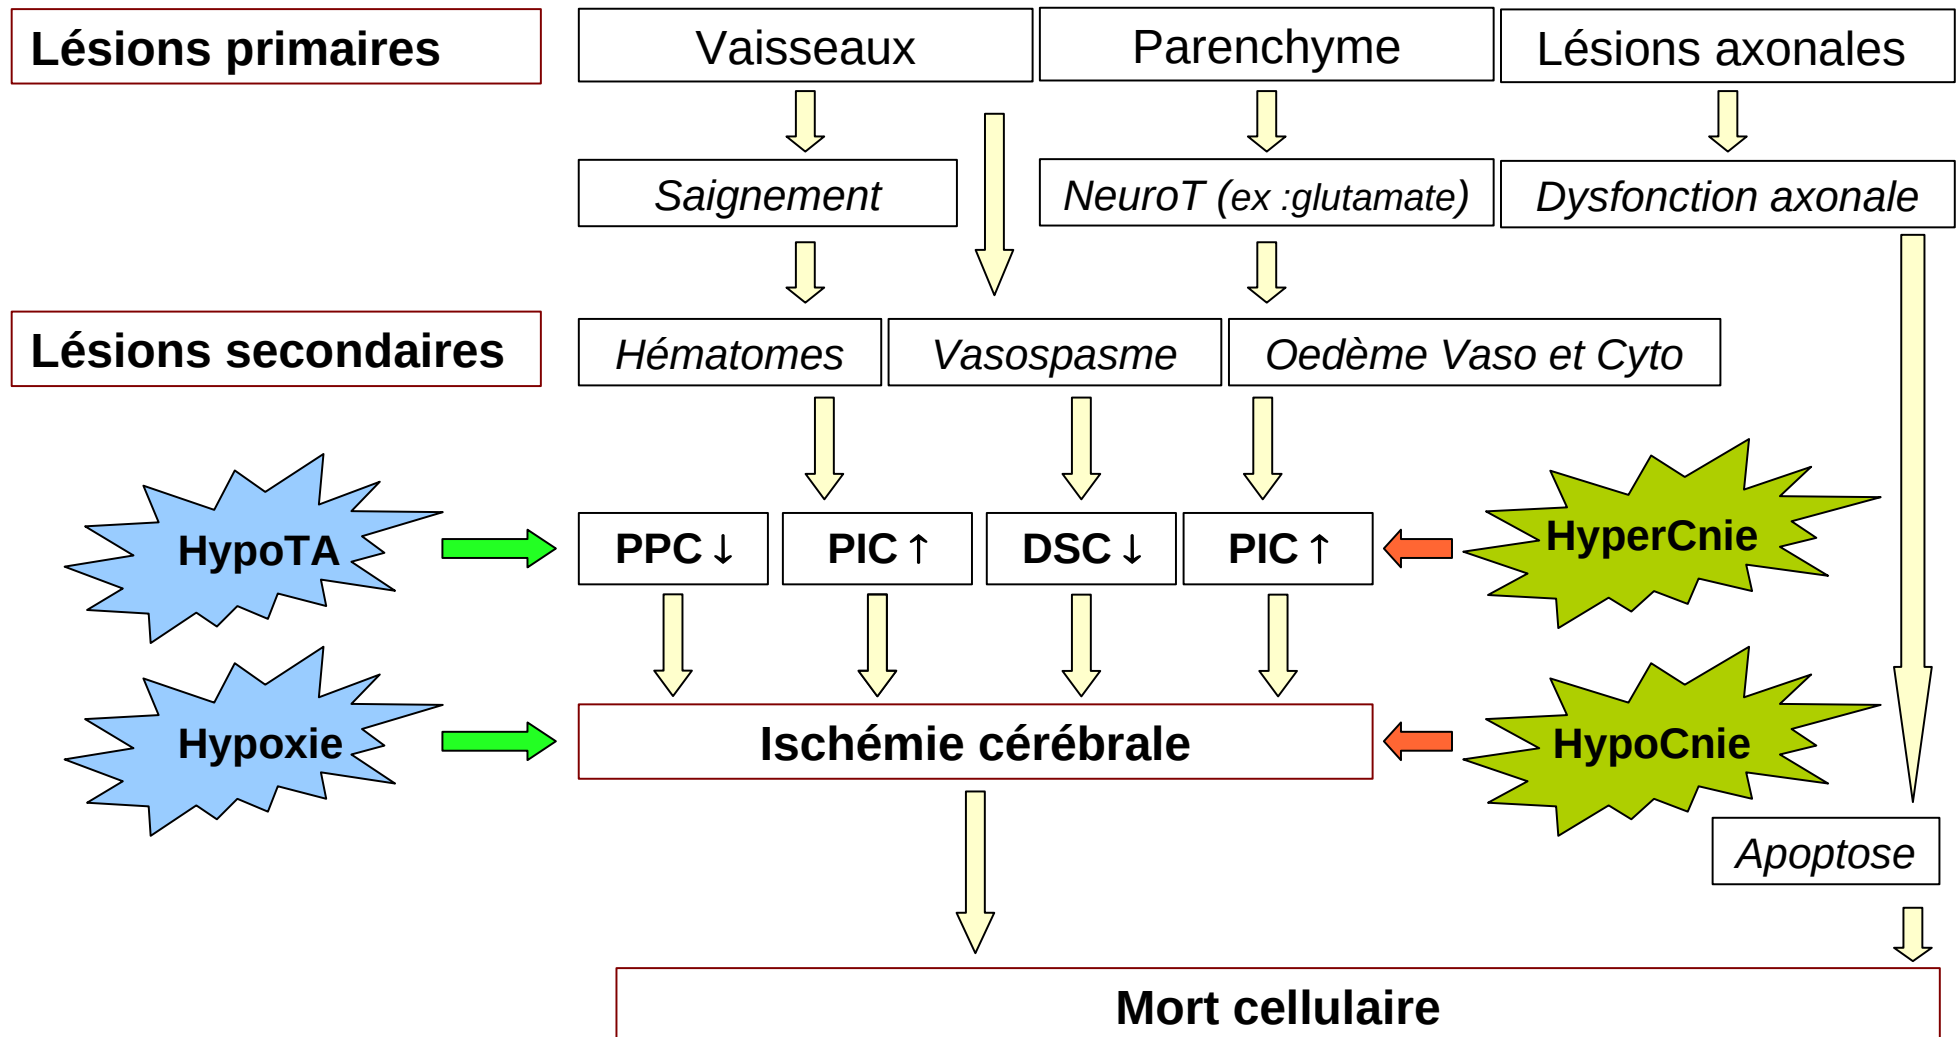 Lésions primaires
Vaisseaux
Parenchyme
Lésions axonales
Saignement
NeuroT (ex :glutamate)
Dysfonction axonale
Lésions secondaires
Hématomes
Vasospasme
Oedème Vaso et Cyto
HypoTA
PPC ↓
PIC ↑
DSC ↓
PIC ↑
HyperCnie
Hypoxie
Ischémie cérébrale
HypoCnie
Apoptose
Mort cellulaire